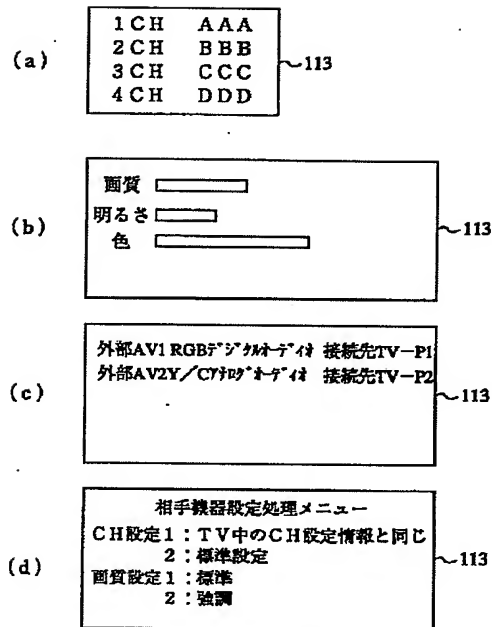 (a)
1CH AAA
2CH BBB
3CH CCC
4CH DDD
113
(b)
画質
明るさ
色
113
(c)
外部AV1 RGBデジタルオーディオ 接続先TV-P1
外部AV2Y/Cアナログオーディオ 接続先TV-P2
113
(d)
相手機器設定処理メニュー
CH設定1：TV中のCH設定情報と同じ
2：標準設定
画質設定1：標準
2：強調
113